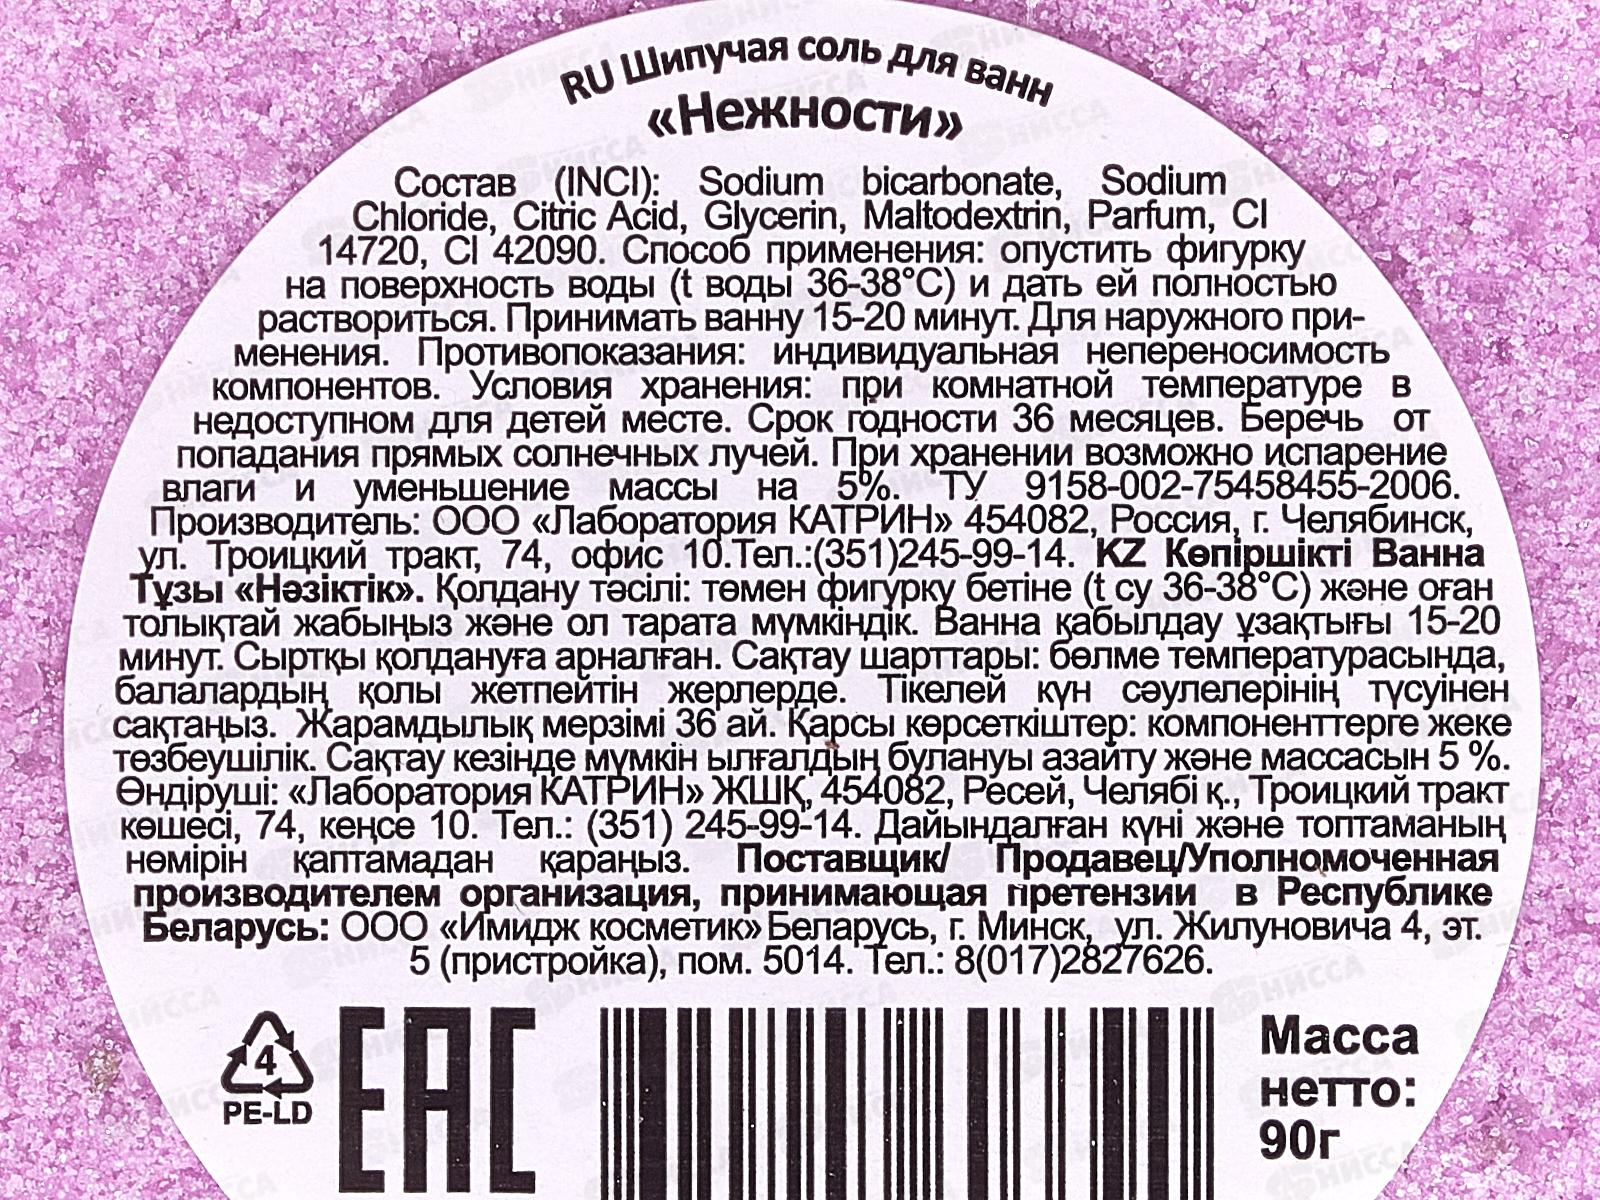 RU Шипучая соль для ванн
«Нежности»
Состав (INCI): Sodium bicarbonate, Sodium
Chloride, Citric Acid, Glycerin, Maltodextrin, Parfum, CI
14720, CI 42090. Способ применения: опустить фигурку
на поверхность воды (t воды 36-38°С) и дать ей полностью
раствориться. Принимать ванну 15-20 минут. Для наружного при-
менения. Противопоказания: индивидуальная непереносимость
компонентов. Условия хранения: при комнатной температуре в
недоступном для детей месте. Срок годности 36 месяцев. Беречь от
попадания прямых солнечных лучей. При хранении возможно испарение
влаги и уменьшение массы на 5%. ТУ 9158-002-75458455-2006.
Производитель: ООО «Лаборатория КАТРИН» 454082, Россия, г. Челябинск,
ул. Троицкий тракт, 74, офис 10.Тел.:(351)245-99-14. KZ Көпіршікті Ванна
Тұзы «Нәзіктік». Қолдану тәсілі: төмен фигурку бетіне (t су 36-38°С) және оған
толықтай жабыңыз және ол тарата мүмкіндік. Ванна қабылдау ұзақтығы 15-20
минут. Сыртқы қолдануға арналған. Сақтау шарттары: бөлме температурасында,
балалардың қолы жетпейтін жерлерде. Тікелей күн сәулелерінің түсуінен
сақтаңыз. Жарамдылық мерзімі 36 ай. Қарсы көрсеткіштер: компоненттерге жеке
төзбеушілік. Сақтау кезінде мүмкін ылғалдың булануы азайту және массасын 5 %.
Өндіруші: «Лаборатория КАТРИН» ЖШҚ, 454082, Ресей, Челябі қ., Троицкий тракт
көшесі, 74, кеңсе 10. Тел.: (351) 245-99-14. Дайындалған күні және топтаманың
нөмірін қаптамадан қараңыз. Поставщик/ Продавец/Уполномоченная
производителем организация, принимающая претензии в Республике
Беларусь: ООО «Имидж косметик» Беларусь, г. Минск, ул. Жилуновича 4, эт.
5 (пристройка), пом. 5014. Тел.: 8(017)2827626.
4
PE-LD
EAC
Масса
нетто:
90г